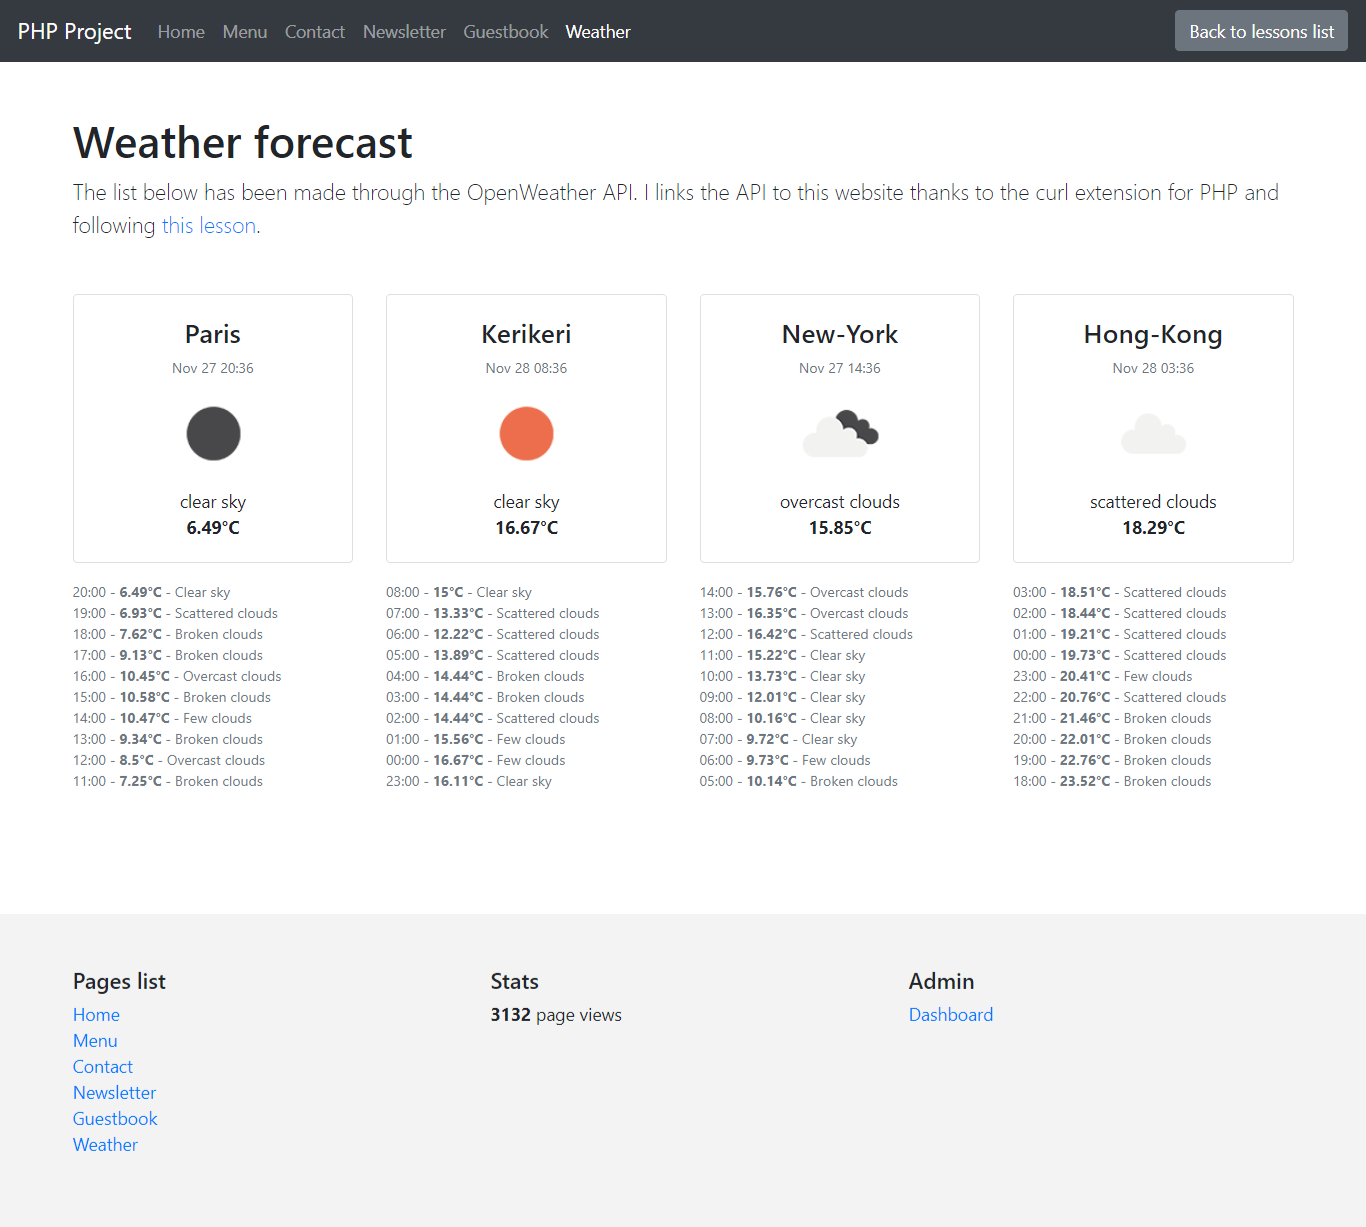 PHP Project Home Menu Contact Newsletter Guestbook Weather Back to lessons list
Weather forecast
The list below has been made through the OpenWeather API. I links the API to this website thanks to the curl extension for PHP and
following this lesson.
Paris
Nov 27 20:36
clear sky
6.49°C
20:00 - 6.49°C - Clear sky
19:00 - 6.93°C - Scattered clouds
18:00 - 7.62°C - Broken clouds
17:00 - 9.13°C - Broken clouds
16:00 - 10.45°C - Overcast clouds
15:00 - 10.58°C - Broken clouds
14:00 - 10.47°C - Few clouds
13:00 - 9.34°C - Broken clouds
12:00 - 8.5°C - Overcast clouds
11:00 - 7.25°C - Broken clouds
Kerikeri
Nov 28 08:36
clear sky
16.67°C
08:00 - 15°C - Clear sky
07:00 - 13.33°C - Scattered clouds
06:00 - 12.22°C - Scattered clouds
05:00 - 13.89°C - Scattered clouds
04:00 - 14.44°C - Broken clouds
03:00 - 14.44°C - Broken clouds
02:00 - 14.44°C - Scattered clouds
01:00 - 15.56°C - Few clouds
00:00 - 16.67°C - Few clouds
23:00 - 16.11°C - Clear sky
New-York
Nov 27 14:36
overcast clouds
15.85°C
14:00 - 15.76°C - Overcast clouds
13:00 - 16.35°C - Overcast clouds
12:00 - 16.42°C - Scattered clouds
11:00 - 15.22°C - Clear sky
10:00 - 13.73°C - Clear sky
09:00 - 12.01°C - Clear sky
08:00 - 10.16°C - Clear sky
07:00 - 9.72°C - Clear sky
06:00 - 9.73°C - Few clouds
05:00 - 10.14°C - Broken clouds
Hong-Kong
Nov 28 03:36
scattered clouds
18.29°C
03:00 - 18.51°C - Scattered clouds
02:00 - 18.44°C - Scattered clouds
01:00 - 19.21°C - Scattered clouds
00:00 - 19.73°C - Scattered clouds
23:00 - 20.41°C - Few clouds
22:00 - 20.76°C - Scattered clouds
21:00 - 21.46°C - Broken clouds
20:00 - 22.01°C - Broken clouds
19:00 - 22.76°C - Broken clouds
18:00 - 23.52°C - Broken clouds
Pages list
Home
Menu
Contact
Newsletter
Guestbook
Weather
Stats
3132 page views
Admin
Dashboard